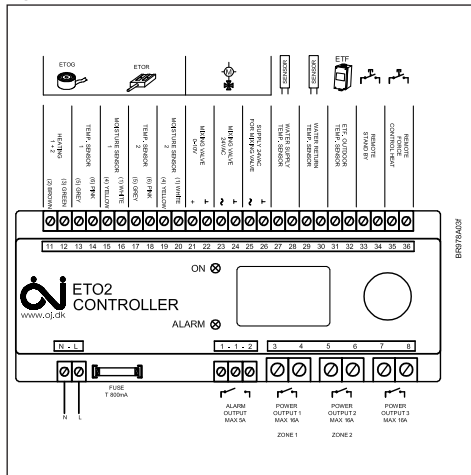 ETOG
ETOR
M
SENSOR
SENSOR
ETF
HEATING
1 + 2
TEMP. SENSOR
1
MOISTURE SENSOR
1
TEMP. SENSOR
2
MOISTURE SENSOR
2
MIXING VALVE
0-10V
MIXING VALVE
24VAC
SUPPLY 24VAC
FOR MIXING VALVE
WATER SUPPLY
TEMP. SENSOR
WATER RETURN
TEMP. SENSOR
ETF, OUTDOOR
TEMP. SENSOR
REMOTE
STAND BY
REMOTE
FORCE
CONTROL HEAT
(2) BROWN
(3) GREEN
(5) GREY
(6) PINK
(4) YELLOW
(1) WHITE
(5) GREY
(6) PINK
(4) YELLOW
(1) WHITE
+
~
~
11 12 13 14 15 16 17 18 19 20 21 22 23 24 25 26 27 28 29 30 31 32 33 34 35 36
ON
OJ
ETO2
CONTROLLER
www.oj.dk
ALARM
N - L
1 - 1 - 2
3 4 5 6 7 8
N L
FUSE
T 800mA
ALARM
OUTPUT
MAX 5A
POWER
OUTPUT 1
MAX 16A
ZONE 1
POWER
OUTPUT 2
MAX 16A
ZONE 2
POWER
OUTPUT 3
MAX 16A